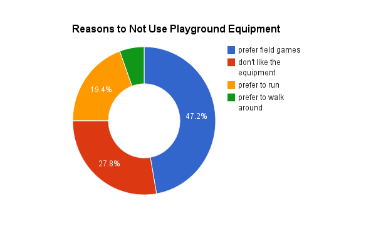 Reasons to Not Use Playground Equipment
prefer field games
don't like the
equipment
prefer to run
prefer to walk
around
47.2%
27.8%
19.4%